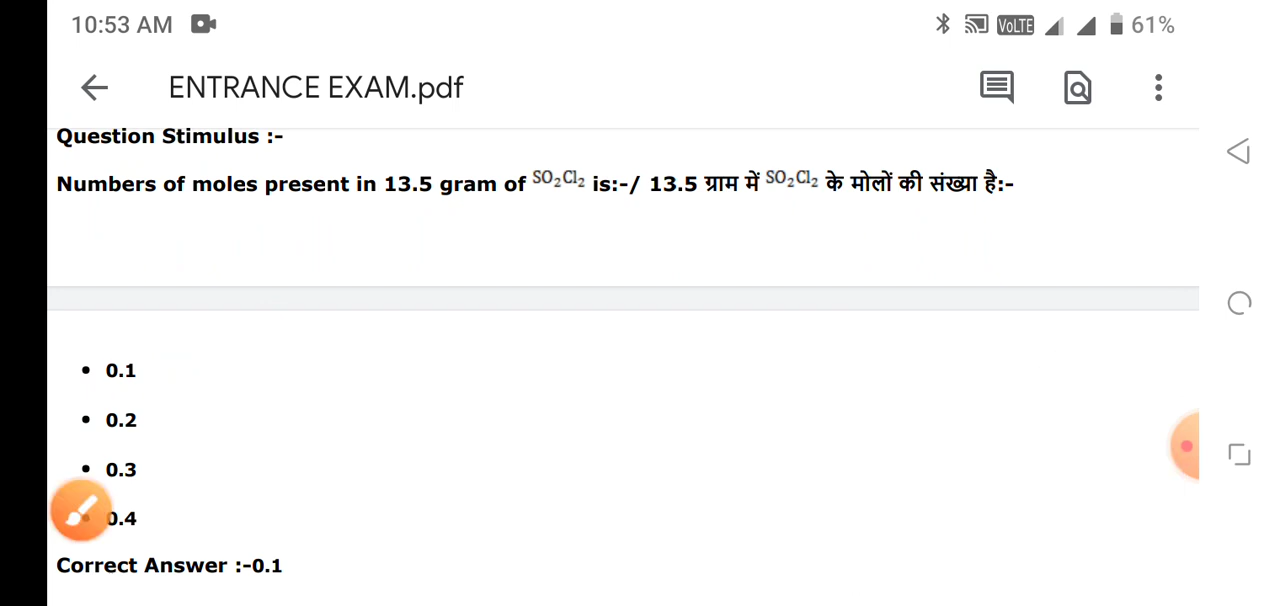 10:53 AM VoLTE 61%
ENTRANCE EXAM.pdf
Question Stimulus :-
Numbers of moles present in 13.5 gram of SO₂Cl₂ is:-/ 13.5 ग्राम में SO₂Cl₂ के मोलों की संख्या है:-
• 0.1
• 0.2
• 0.3
• 0.4
Correct Answer :-0.1